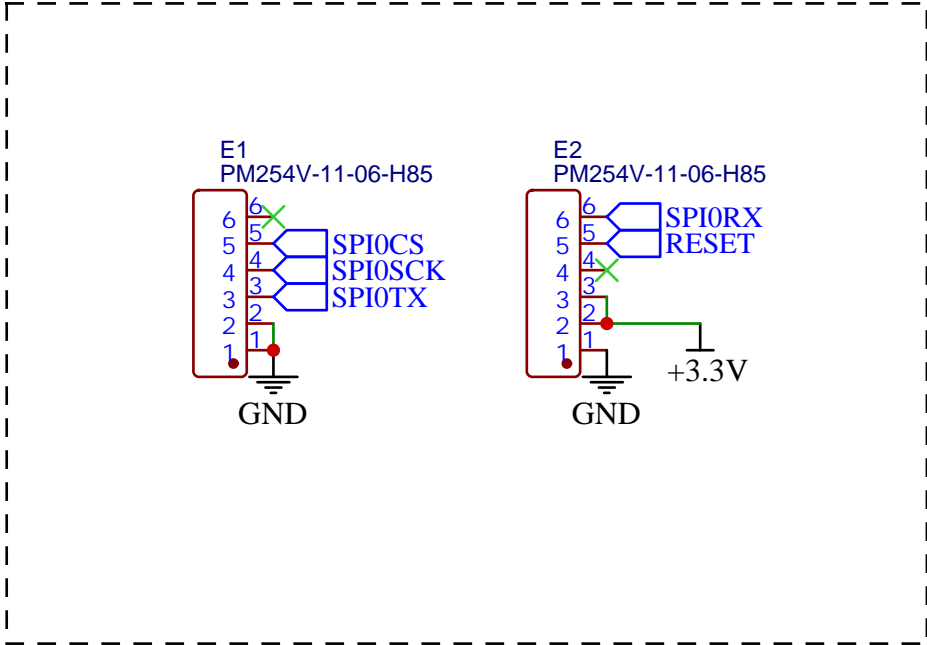 E1
PM254V-11-06-H85
6 6
5 5 SPI0CS
4 4 SPI0SCK
3 3 SPI0TX
2 2
1 1
GND
E2
PM254V-11-06-H85
6 6 SPI0RX
5 5 RESET
4 4
3 3
2 2
1 1
+3.3V
GND